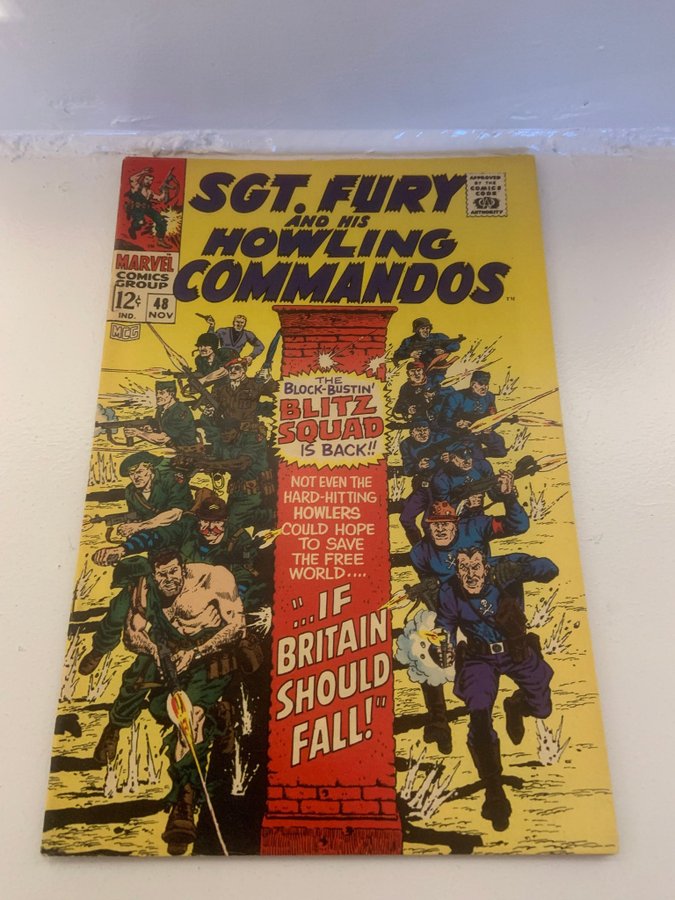 SGT. FURY
AND HIS
HOWLING
COMMANDOS
TM
APPROVED
BY THE
COMICS
CODE
CA
AUTHORITY
MARVEL
COMICS
GROUP
12¢
IND.
48
NOV
MCG
THE
BLOCK-BUSTIN'
BLITZ
SQUAD
IS BACK!!
NOT EVEN THE
HARD-HITTING
HOWLERS
COULD HOPE
TO SAVE
THE FREE
WORLD....
"...IF
BRITAIN
SHOULD
FALL!"